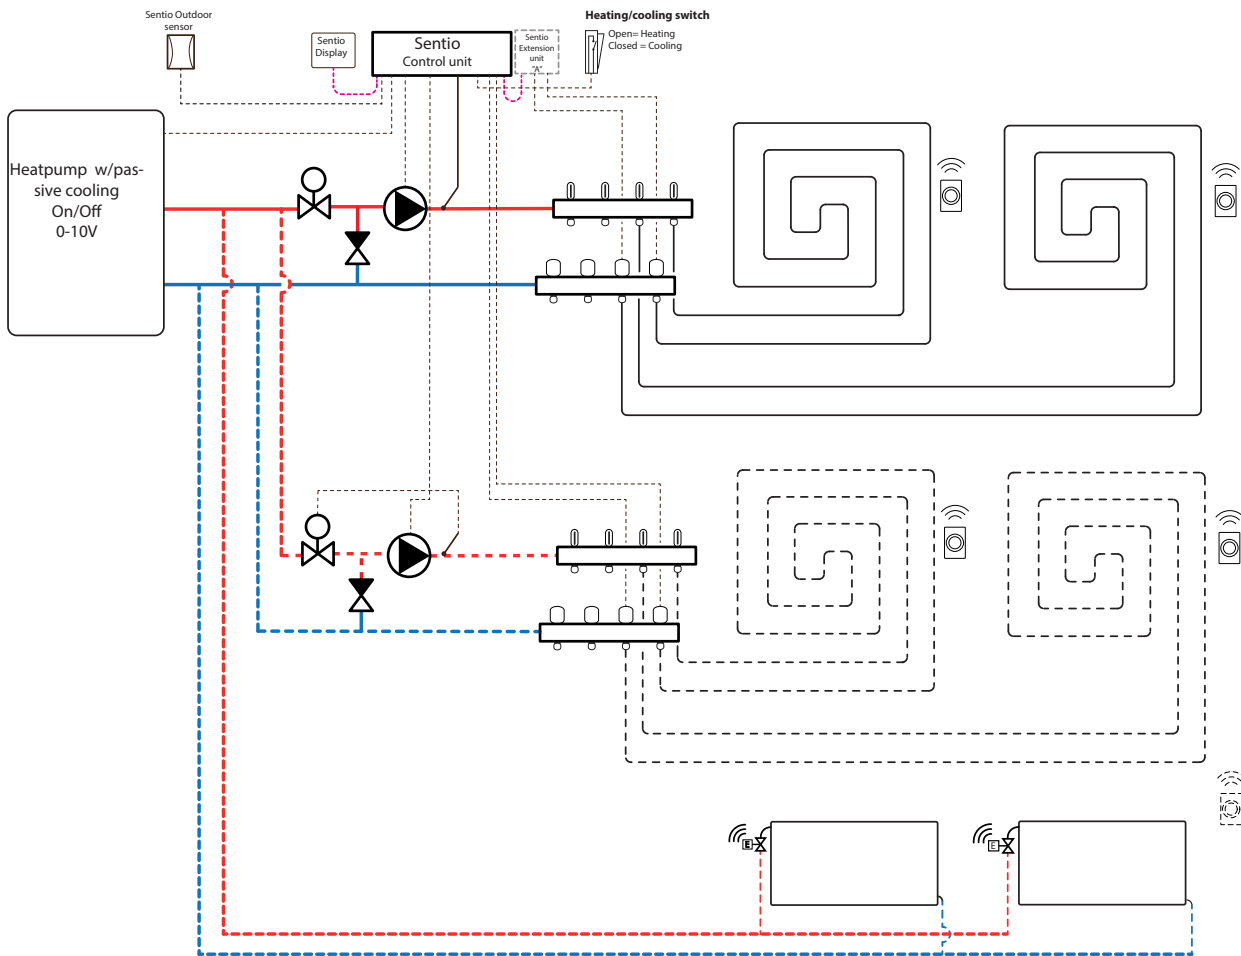 Sentio Outdoor
sensor
Sentio
Display
Sentio
Control unit
Sentio
Extension
unit
"A"
Heating/cooling switch
Open= Heating
Closed = Cooling
Heatpump w/pas-
sive cooling
On/Off
0-10V
E
E